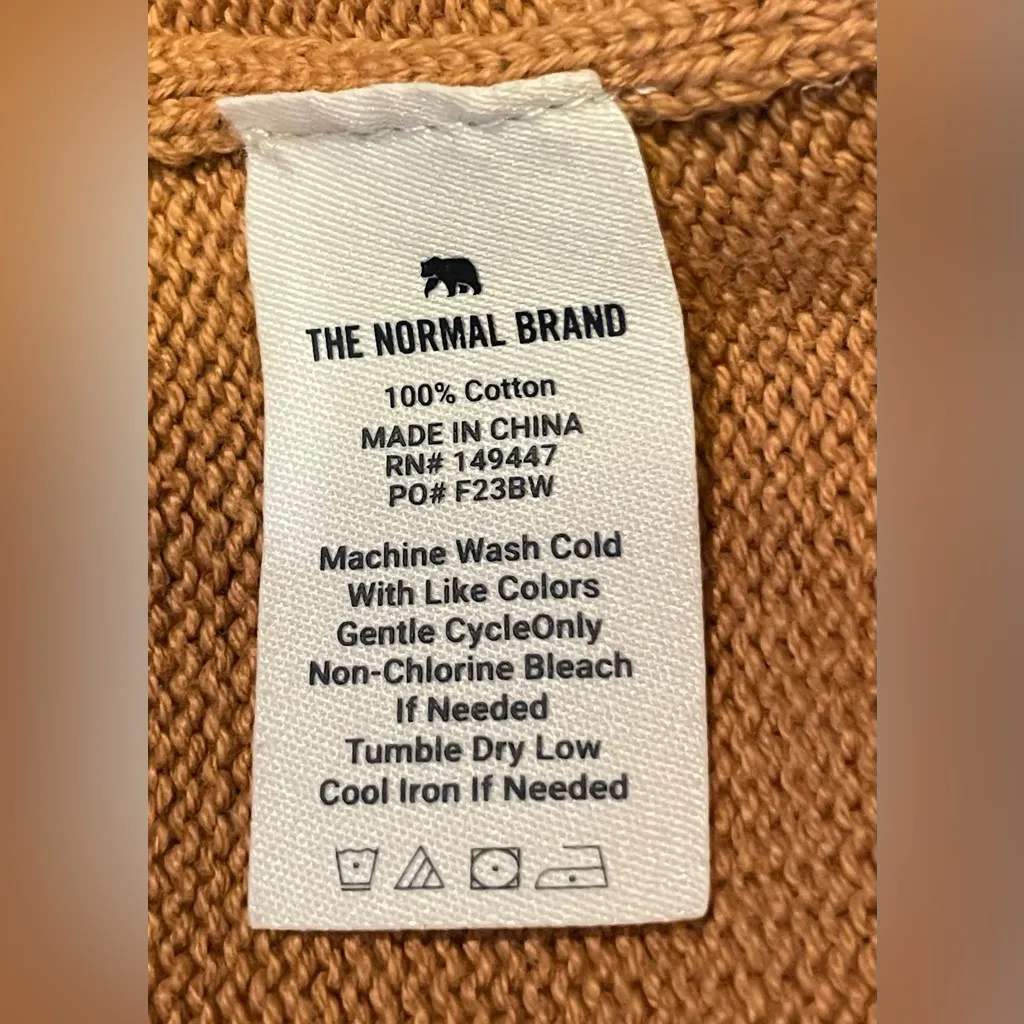 THE NORMAL BRAND
100% Cotton
MADE IN CHINA
RN# 149447
PO# F23BW
Machine Wash Cold
With Like Colors
Gentle CycleOnly
Non-Chlorine Bleach
If Needed
Tumble Dry Low
Cool Iron If Needed